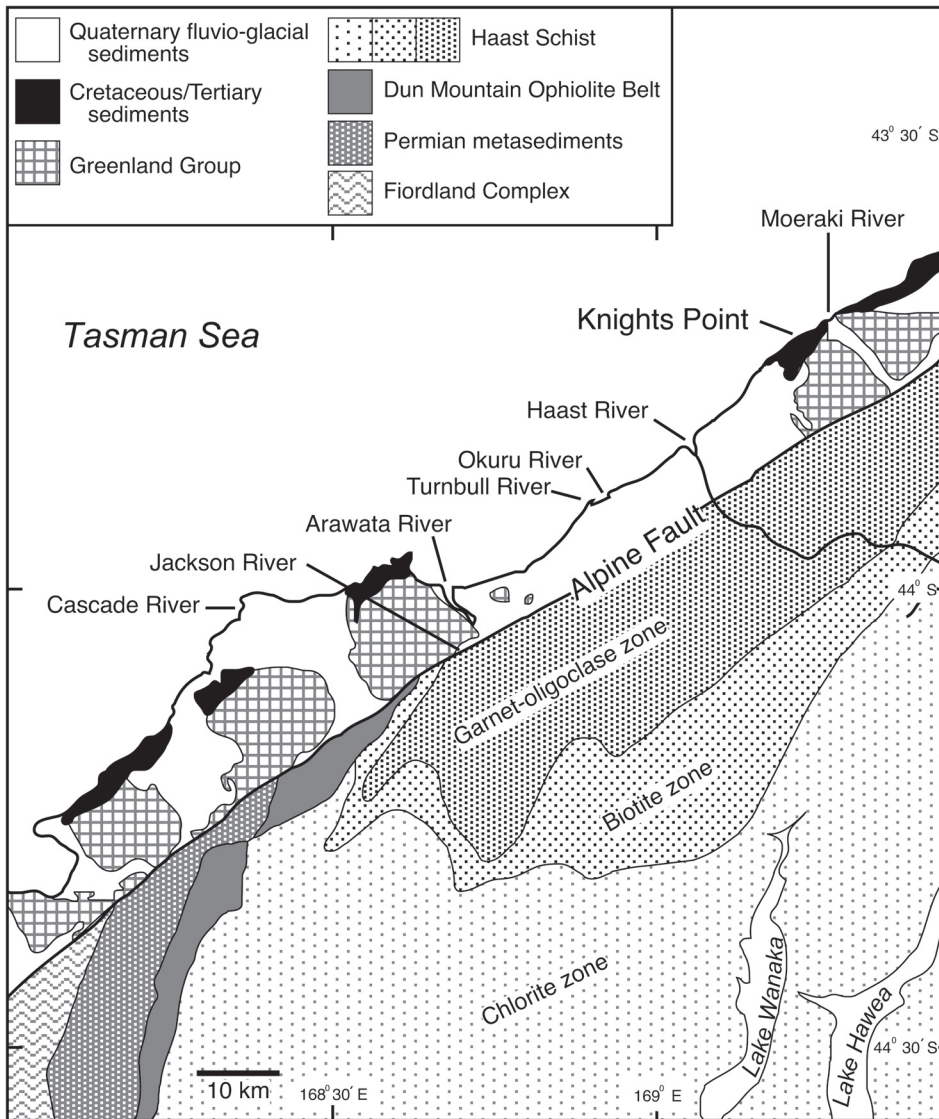 Quaternary fluvio-glacial
sediments
Cretaceous/Tertiary
sediments
Greenland Group
Haast Schist
Dun Mountain Ophiolite Belt
Permian metasediments
Fiordland Complex
43° 30´ S
Moeraki River
Tasman Sea
Knights Point
Haast River
Okuru River
Turnbull River
Arawata River
Alpine Fault
Jackson River
44° S
Cascade River
Garnet-oligoclase zone
Biotite zone
Chlorite zone
Lake Wanaka
Lake Hawea
44° 30´ S
10 km
168° 30´ E
169° E